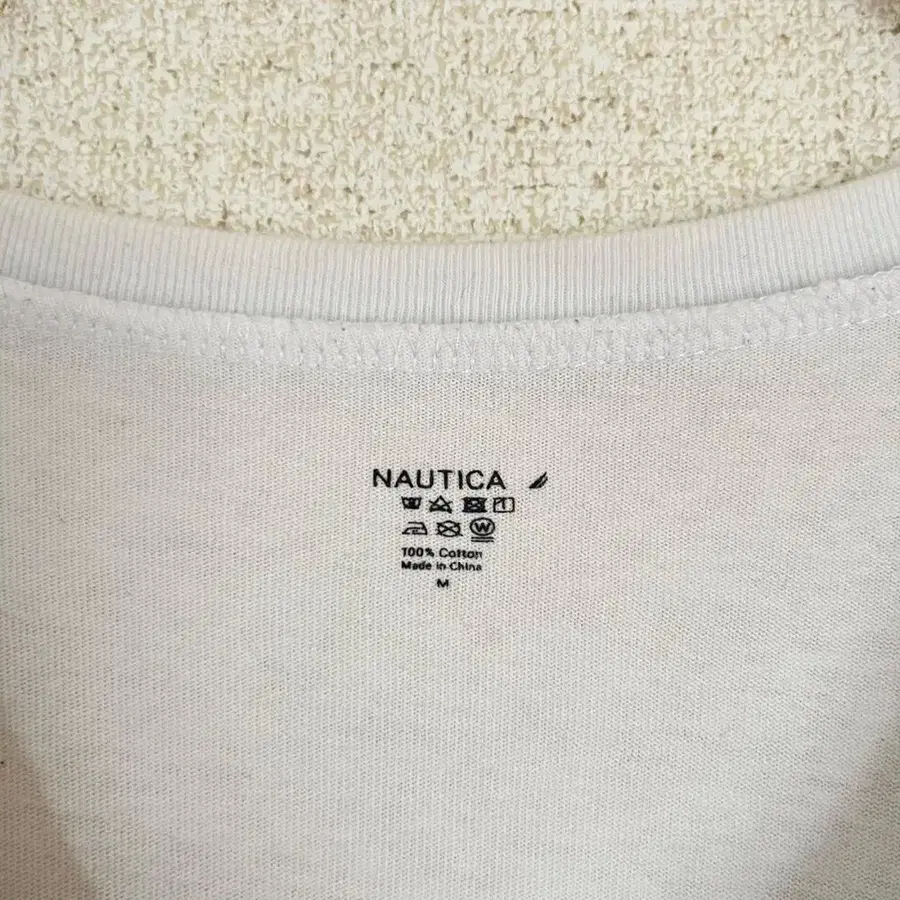 NAUTICA
W
100% Cotton
Made in China
M